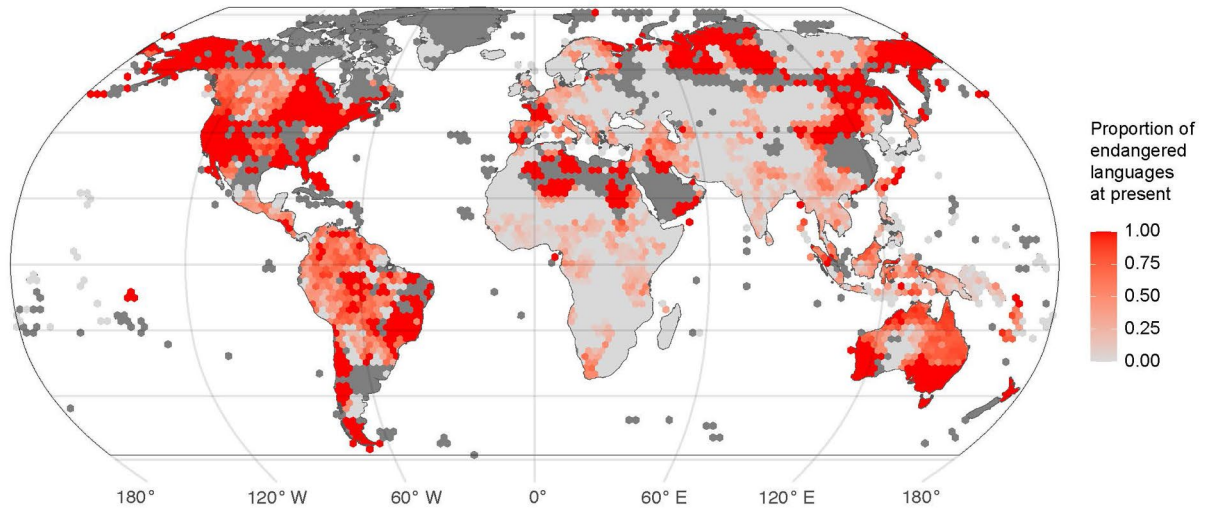 Proportion of
endangered
languages
at present
1.00
0.75
0.50
0.25
0.00
180° 120° W 60° W 0° 60° E 120° E 180°